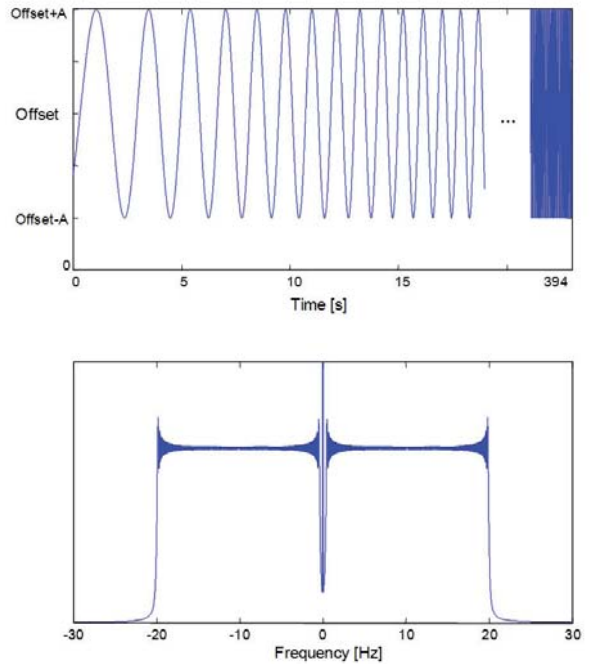 Offset+A
Offset
Offset-A
0
...
0 5 10 15 394
Time [s]
-30 -20 -10 0 10 20 30
Frequency [Hz]